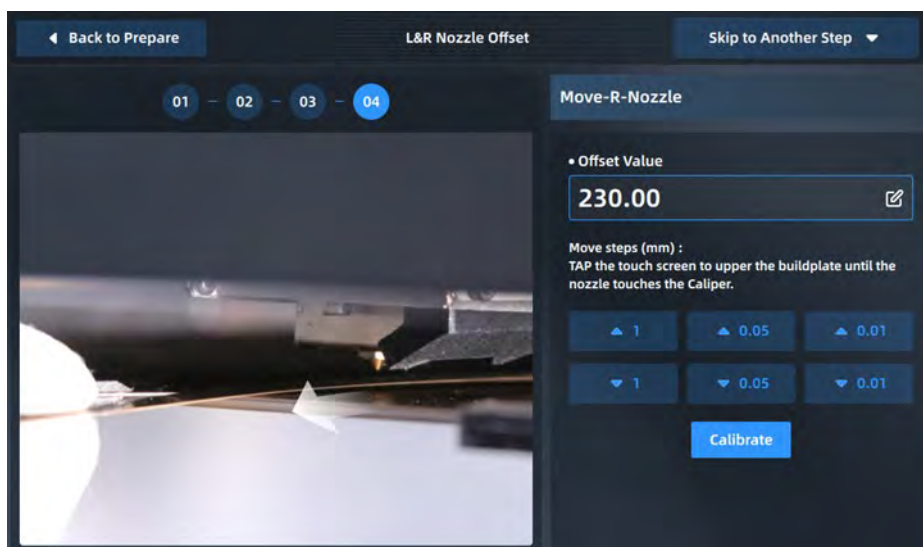 Back to Prepare
L&R Nozzle Offset
Skip to Another Step
01 - 02 - 03 - 04
Move-R-Nozzle
• Offset Value
230.00
Move steps (mm) :
TAP the touch screen to upper the buildplate until the
nozzle touches the Caliper.
1
0.05
0.01
1
0.05
0.01
Calibrate